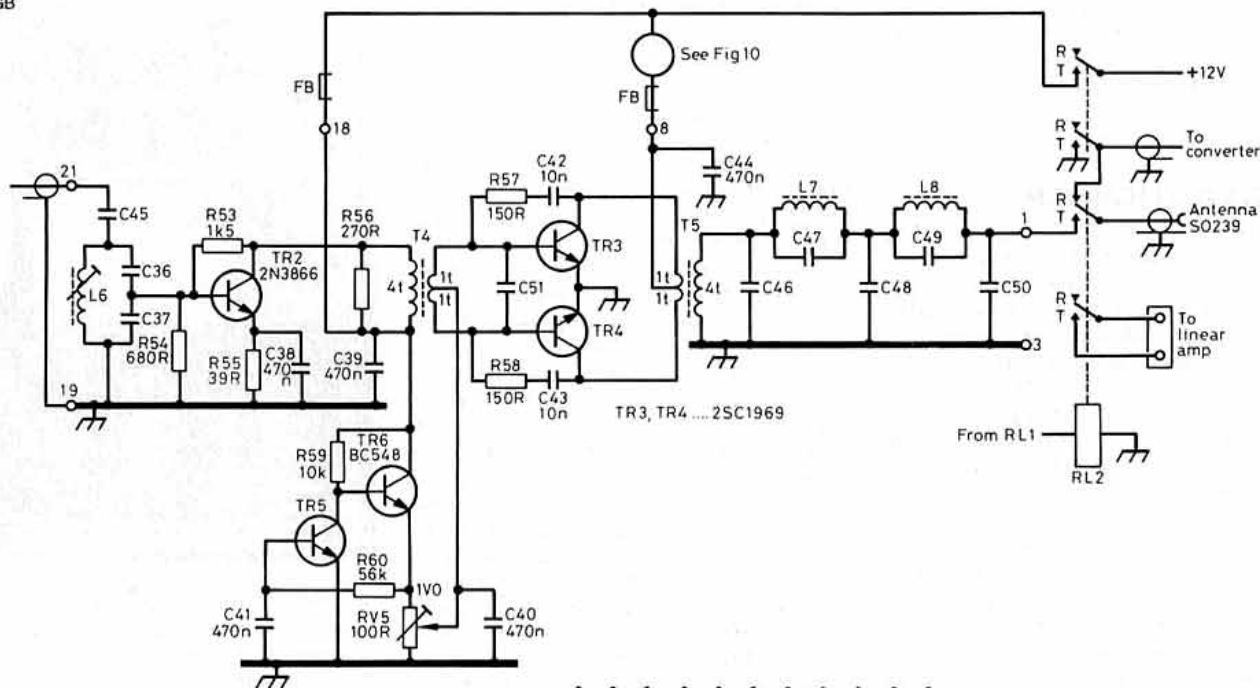 GB
See Fig 10
R
T
+12V
FB
FB
18
8
R
T
To
converter
21
C42
10n
C44
470n
R57
150R
L7
L8
R
T
Antenna
SO239
C45
R53
1k5
R56
270R
T4
TR3
T5
1
TR2
2N3866
C47
C49
C36
L6
4t
1t
1t
C51
1t
1t
4t
C46
C48
C50
C37
R54
680R
TR4
R
T
To
linear
amp
R55
39R
C38
470
n
C39
470n
R58
150R
C43
10n
3
19
TR3, TR4 .... 2SC1969
From RL1
RL2
R59
10k
TR6
BC548
TR5
R60
56k
1V0
C41
470n
RV5
100R
C40
470n